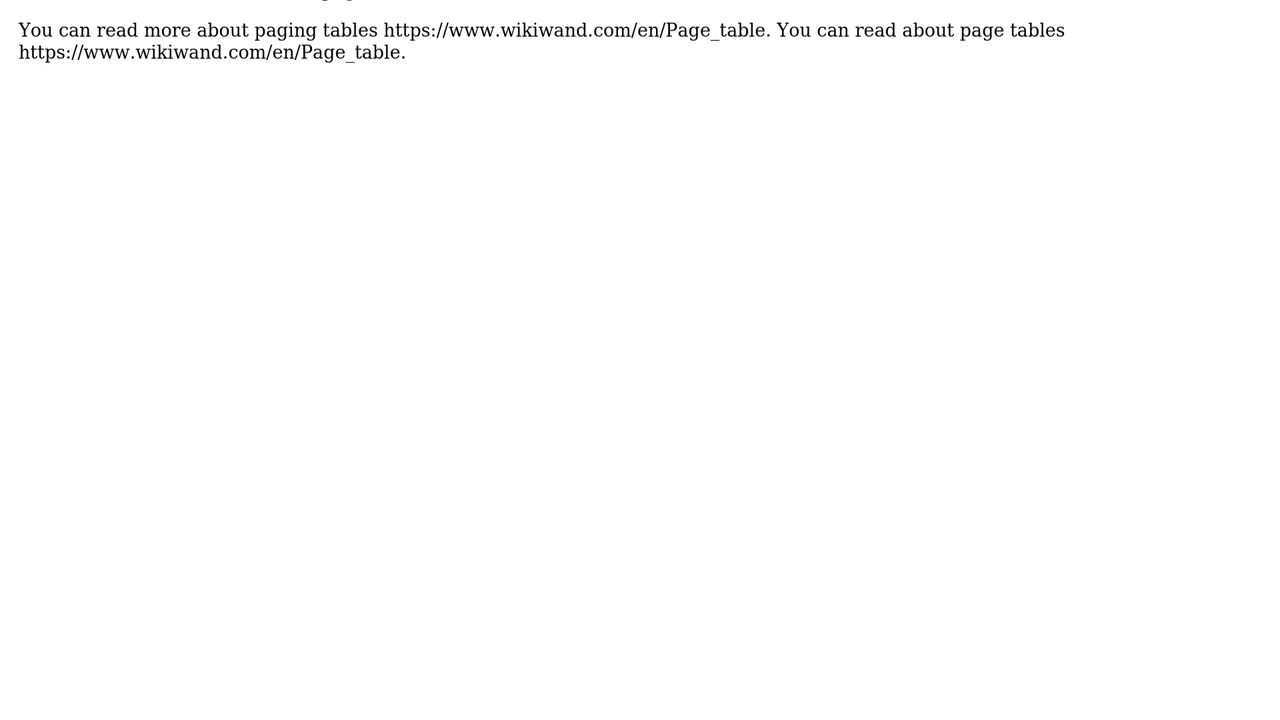 You can read more about paging tables https://www.wikiwand.com/en/Page_table. You can read about page tables
https://www.wikiwand.com/en/Page_table.